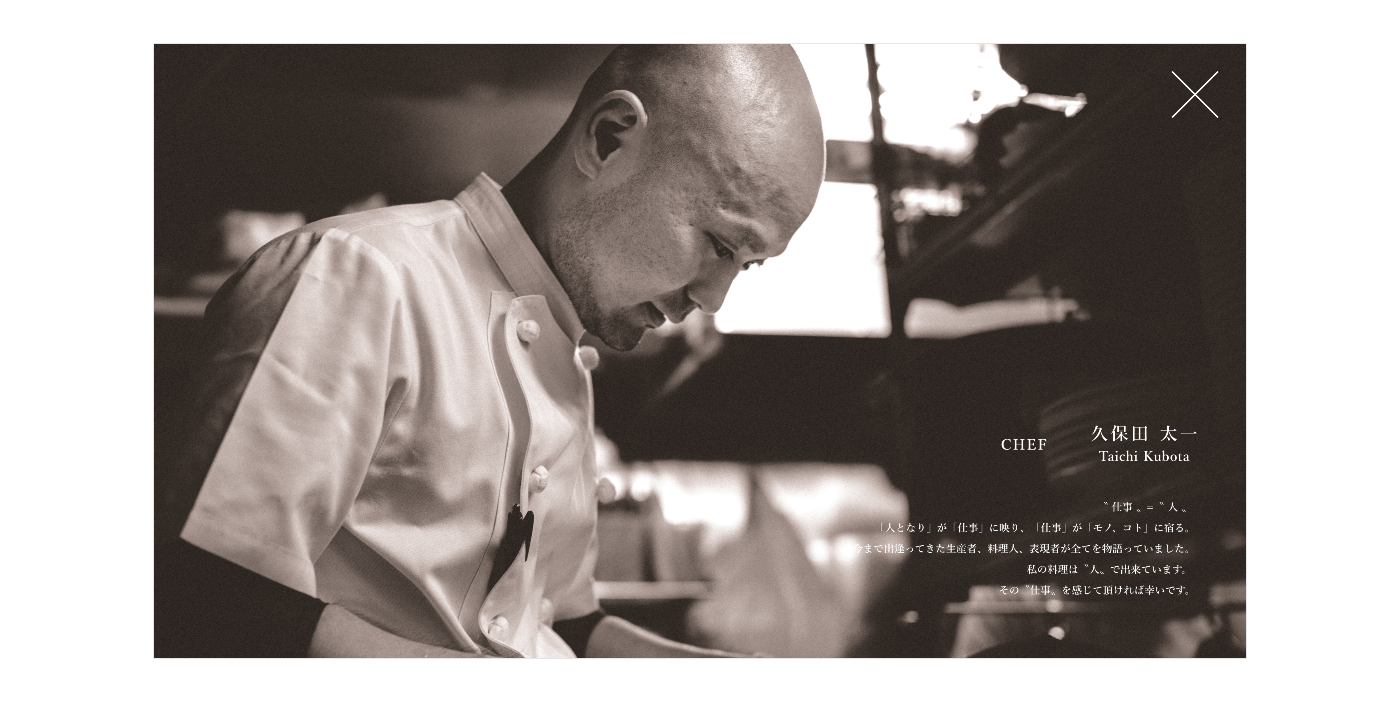 CHEF
久保田 太一
Taichi Kubota
〝仕事〟=〝人〟
「人となり」が「仕事」に映り、「仕事」が「モノ、コト」に宿る。
今まで出逢ってきた生産者、料理人、表現者が全てを物語っていました。
私の料理は〝人〟で出来ています。
その〝仕事〟を感じて頂ければ幸いです。